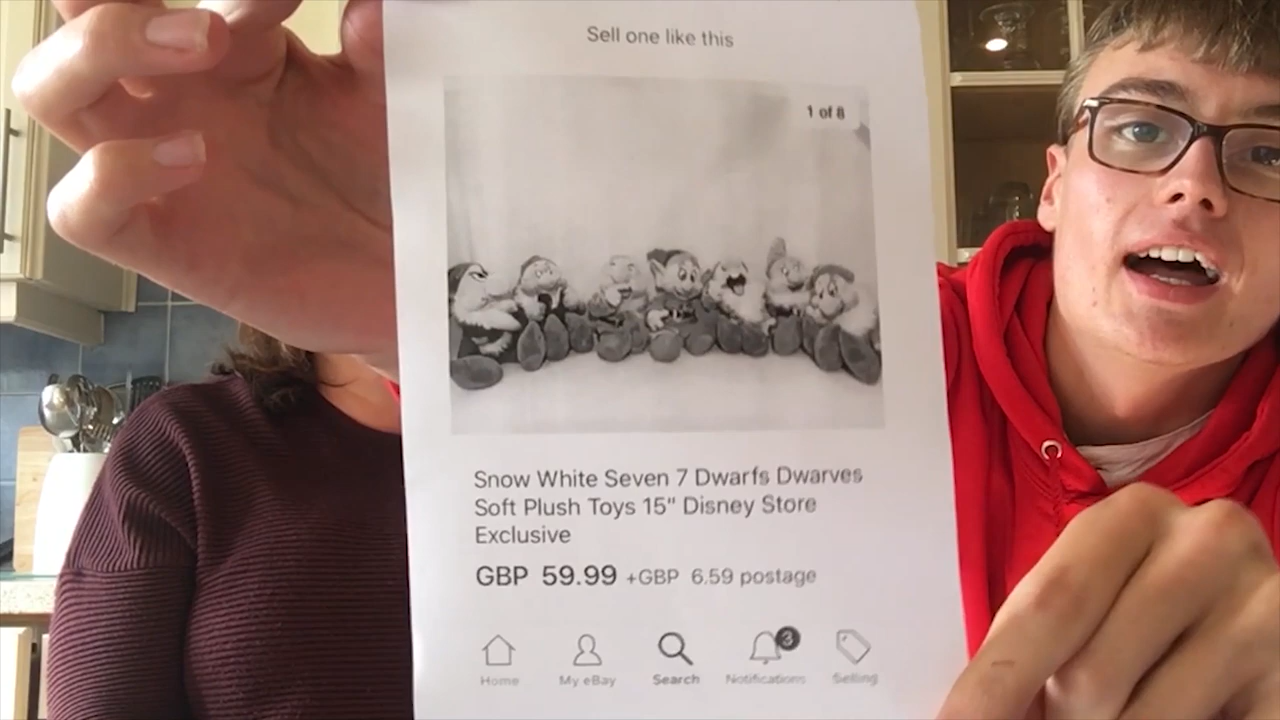 Sell one like this
1 of 8
Snow White Seven 7 Dwarfs Dwarves
Soft Plush Toys 15" Disney Store
Exclusive
GBP 59.99 +GBP 6.59 postage
3
Home My eBay Search Notifications Selling